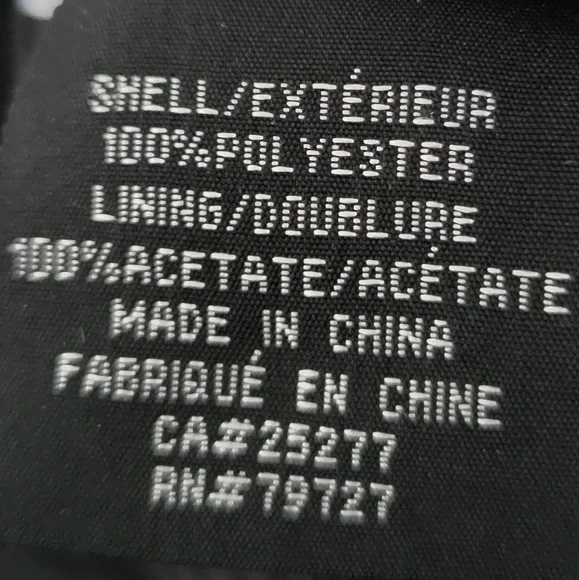 SHELL/EXTÉRIEUR
100%POLYESTER
LINING/DOUBLURE
100%ACETATE/ACÉTATE
MADE IN CHINA
FABRIQUÉ EN CHINE
CA#25277
RN#79727